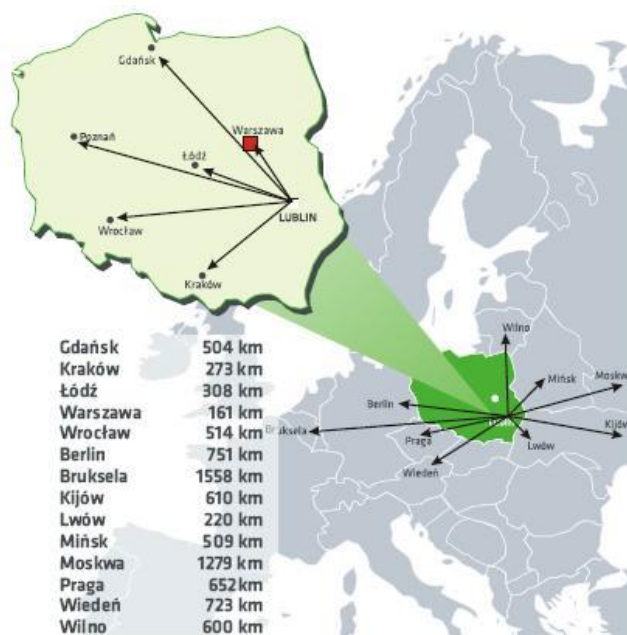 Gdańsk
Poznań
Łódź
Warszawa
LUBLIN
Wrocław
Kraków
Gdańsk 504 km
Kraków 273 km
Łódź 308 km
Warszawa 161 km
Wrocław 514 km
Berlin 751 km
Bruksela 1558 km
Kijów 610 km
Lwów 220 km
Mińsk 509 km
Moskwa 1279 km
Praga 652 km
Wiedeń 723 km
Wilno 600 km
Wilno
Mińsk
Moskwa
Berlin
Bruksela
Praga
Kijów
Lwów
Wiedeń